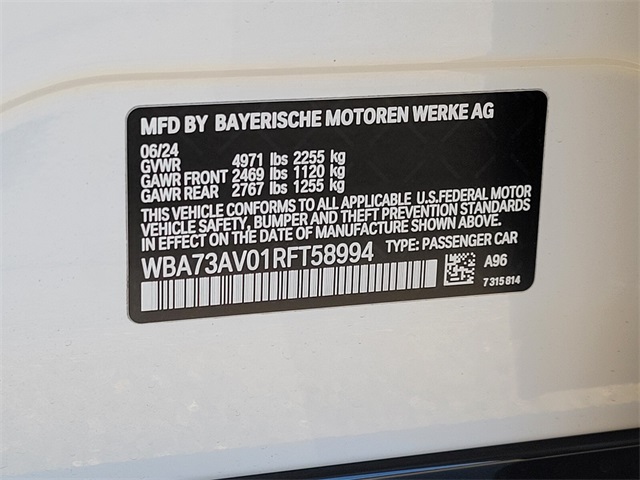 MFD BY BAYERISCHE MOTOREN WERKE AG
06/24
GVWR 4971 lbs 2255 kg
GAWR FRONT 2469 lbs 1120 kg
GAWR REAR 2767 lbs 1255 kg
THIS VEHICLE CONFORMS TO ALL APPLICABLE U.S.FEDERAL MOTOR
VEHICLE SAFETY, BUMPER AND THEFT PREVENTION STANDARDS IN
EFFECT ON THE DATE OF MANUFACTURE SHOWN ABOVE.
WBA73AV01RFT58994 TYPE: PASSENGER CAR
A96
7 315 814